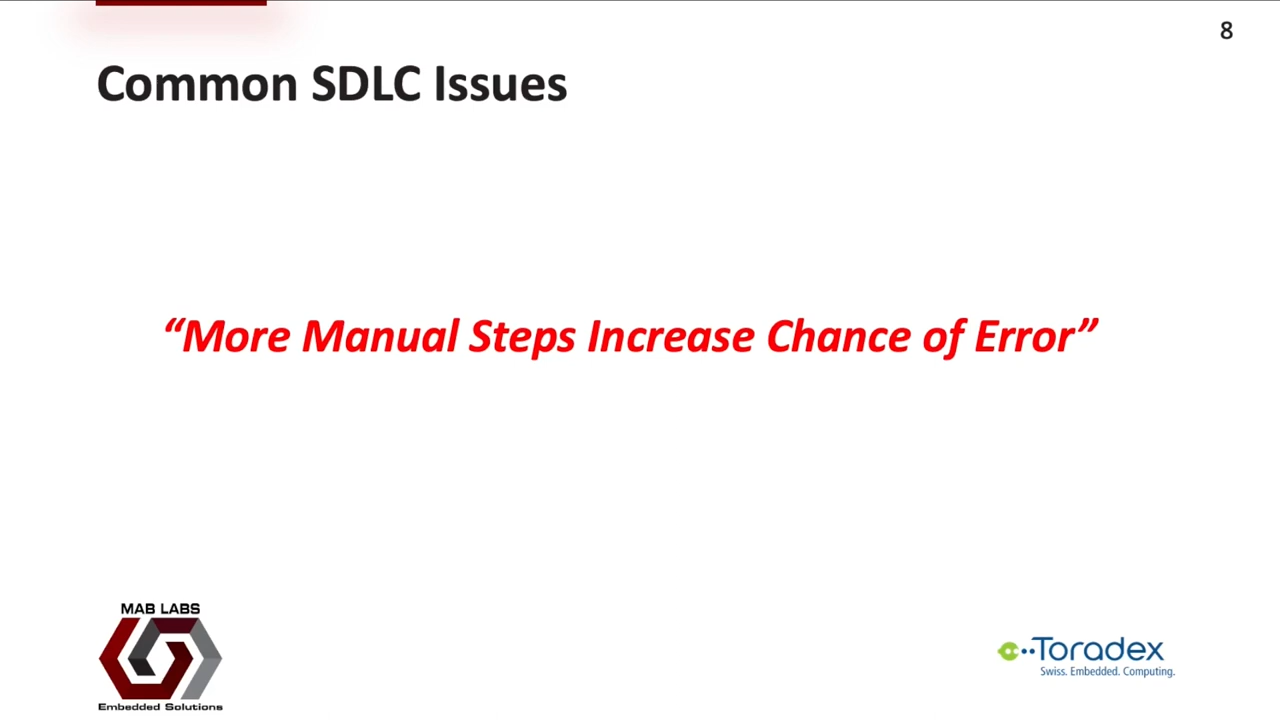 8
Common SDLC Issues
“More Manual Steps Increase Chance of Error”
MAB LABS
Embedded Solutions
Toradex
Swiss. Embedded. Computing.